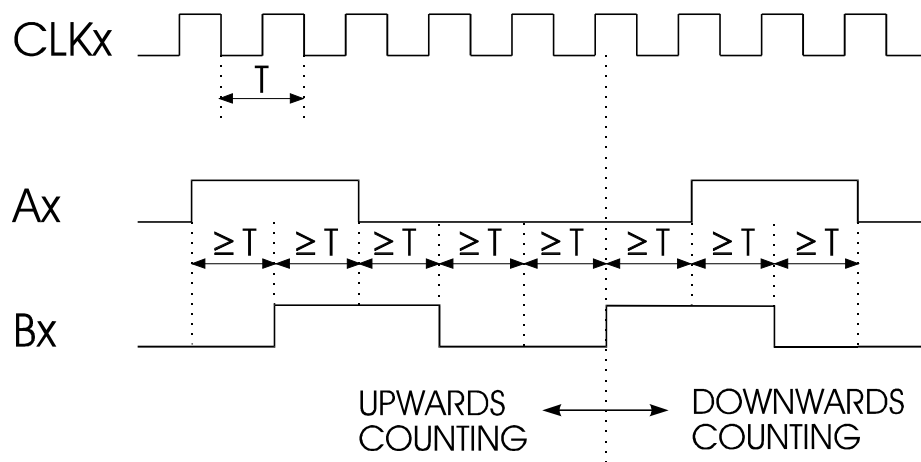 CLKx
T
Ax
≥ T ≥ T ≥ T ≥ T ≥ T ≥ T ≥ T ≥ T
Bx
UPWARDS COUNTING
DOWNWARDS COUNTING